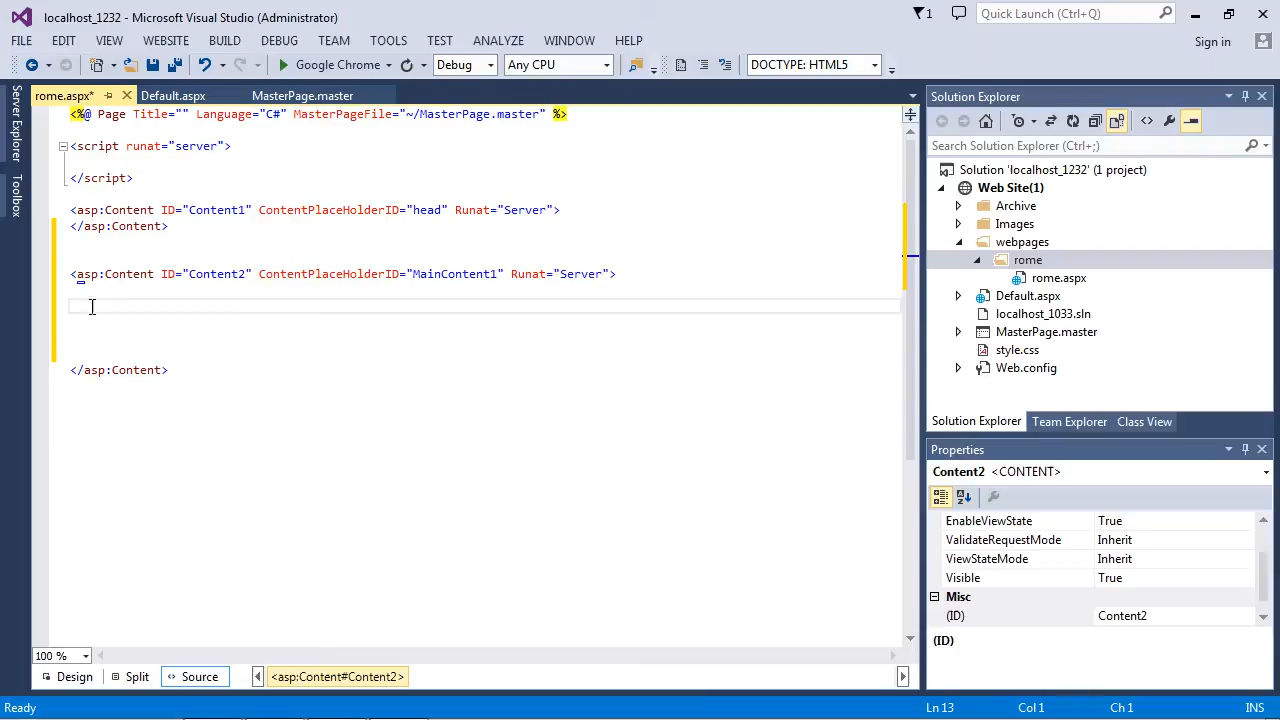 localhost_1232 - Microsoft Visual Studio (Administrator)
1
Quick Launch (Ctrl+Q)
FILE EDIT VIEW WEBSITE BUILD DEBUG TEAM TOOLS TEST ANALYZE WINDOW HELP
Sign in
Google Chrome
Debug
Any CPU
DOCTYPE: HTML5
Server Explorer
Toolbox
rome.aspx*
Default.aspx
MasterPage.master
<%@ Page Title="" Language="C#" MasterPageFile="~/MasterPage.master" %>
<script runat="server">
</script>
<asp:Content ID="Content1" ContentPlaceHolderID="head" Runat="Server">
</asp:Content>
<asp:Content ID="Content2" ContentPlaceHolderID="MainContent1" Runat="Server">
</asp:Content>
100 %
Design
Split
Source
<asp:Content#Content2>
Solution Explorer
Search Solution Explorer (Ctrl+;)
Solution 'localhost_1232' (1 project)
Web Site(1)
Archive
Images
webpages
rome
rome.aspx
Default.aspx
localhost_1033.sln
MasterPage.master
style.css
Web.config
Solution Explorer Team Explorer Class View
Properties
Content2 <CONTENT>
EnableViewState True
ValidateRequestMode Inherit
ViewStateMode Inherit
Visible True
Misc
(ID) Content2
(ID)
Ready
Ln 13 Col 1 Ch 1 INS